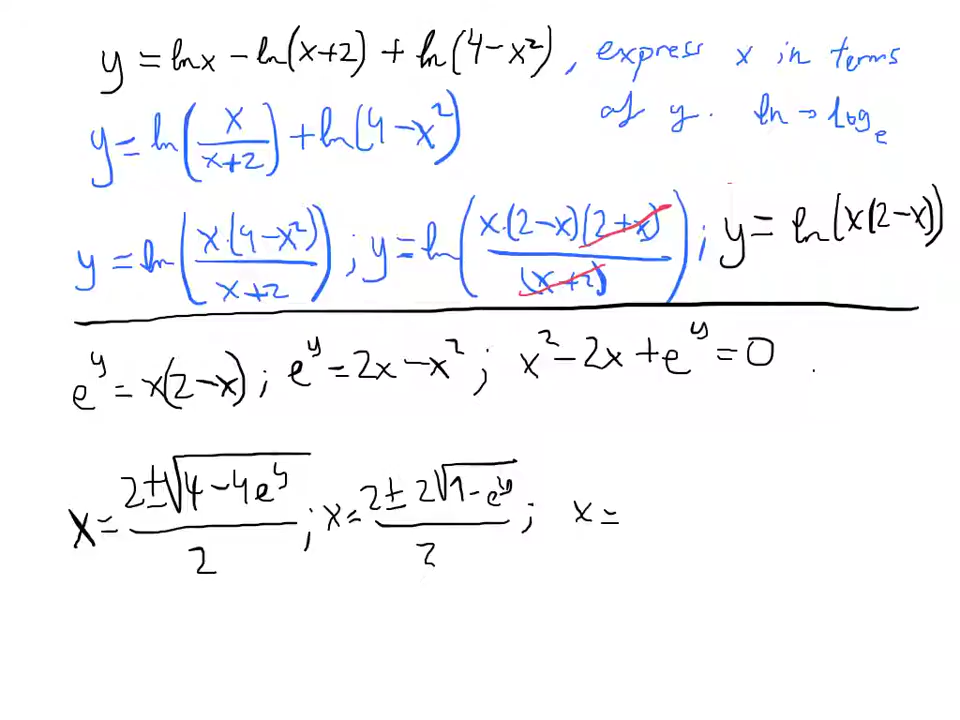 y = ln x − ln(x+2) + ln(4−x²), express x in terms
of y. ln → log_e
y = ln(x/(x+2)) + ln(4−x²)
y = ln(x·(4−x²)/(x+2)); y = ln(x·(2−x)(2+x)/(x+2)); y = ln(x(2−x))
e^y = x(2−x); e^y = 2x − x²; x² − 2x + e^y = 0
x = (2±√(4−4e^y))/2; x = (2±2√(1−e^y))/2; x =